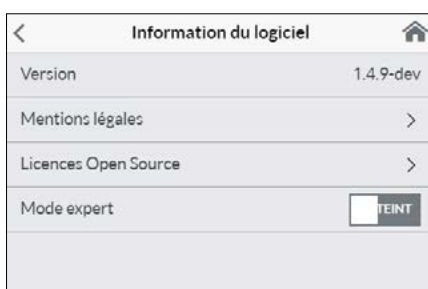 Information du logiciel
Version 1.4.9-dev
Mentions légales
Licences Open Source
Mode expert TEINT